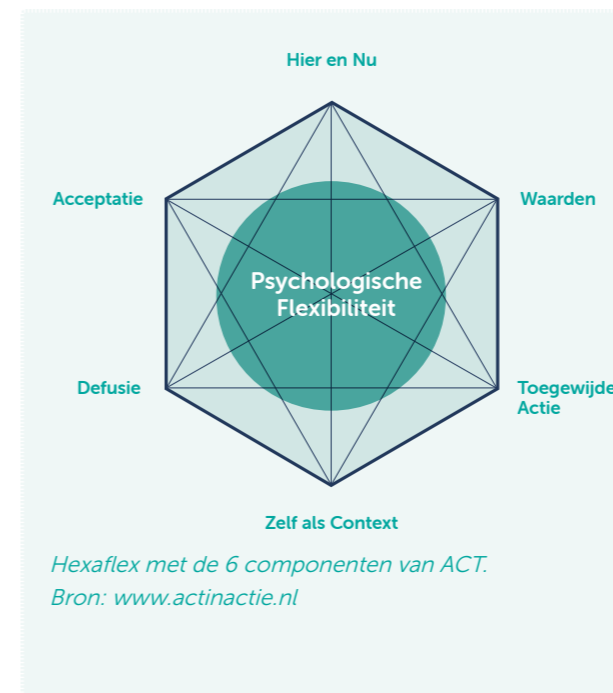 Hier en Nu
Acceptatie
Waarden
Psychologische
Flexibiliteit
Defusie
Toegewijde
Actie
Zelf als Context
Hexaflex met de 6 componenten van ACT.
Bron: www.actinactie.nl